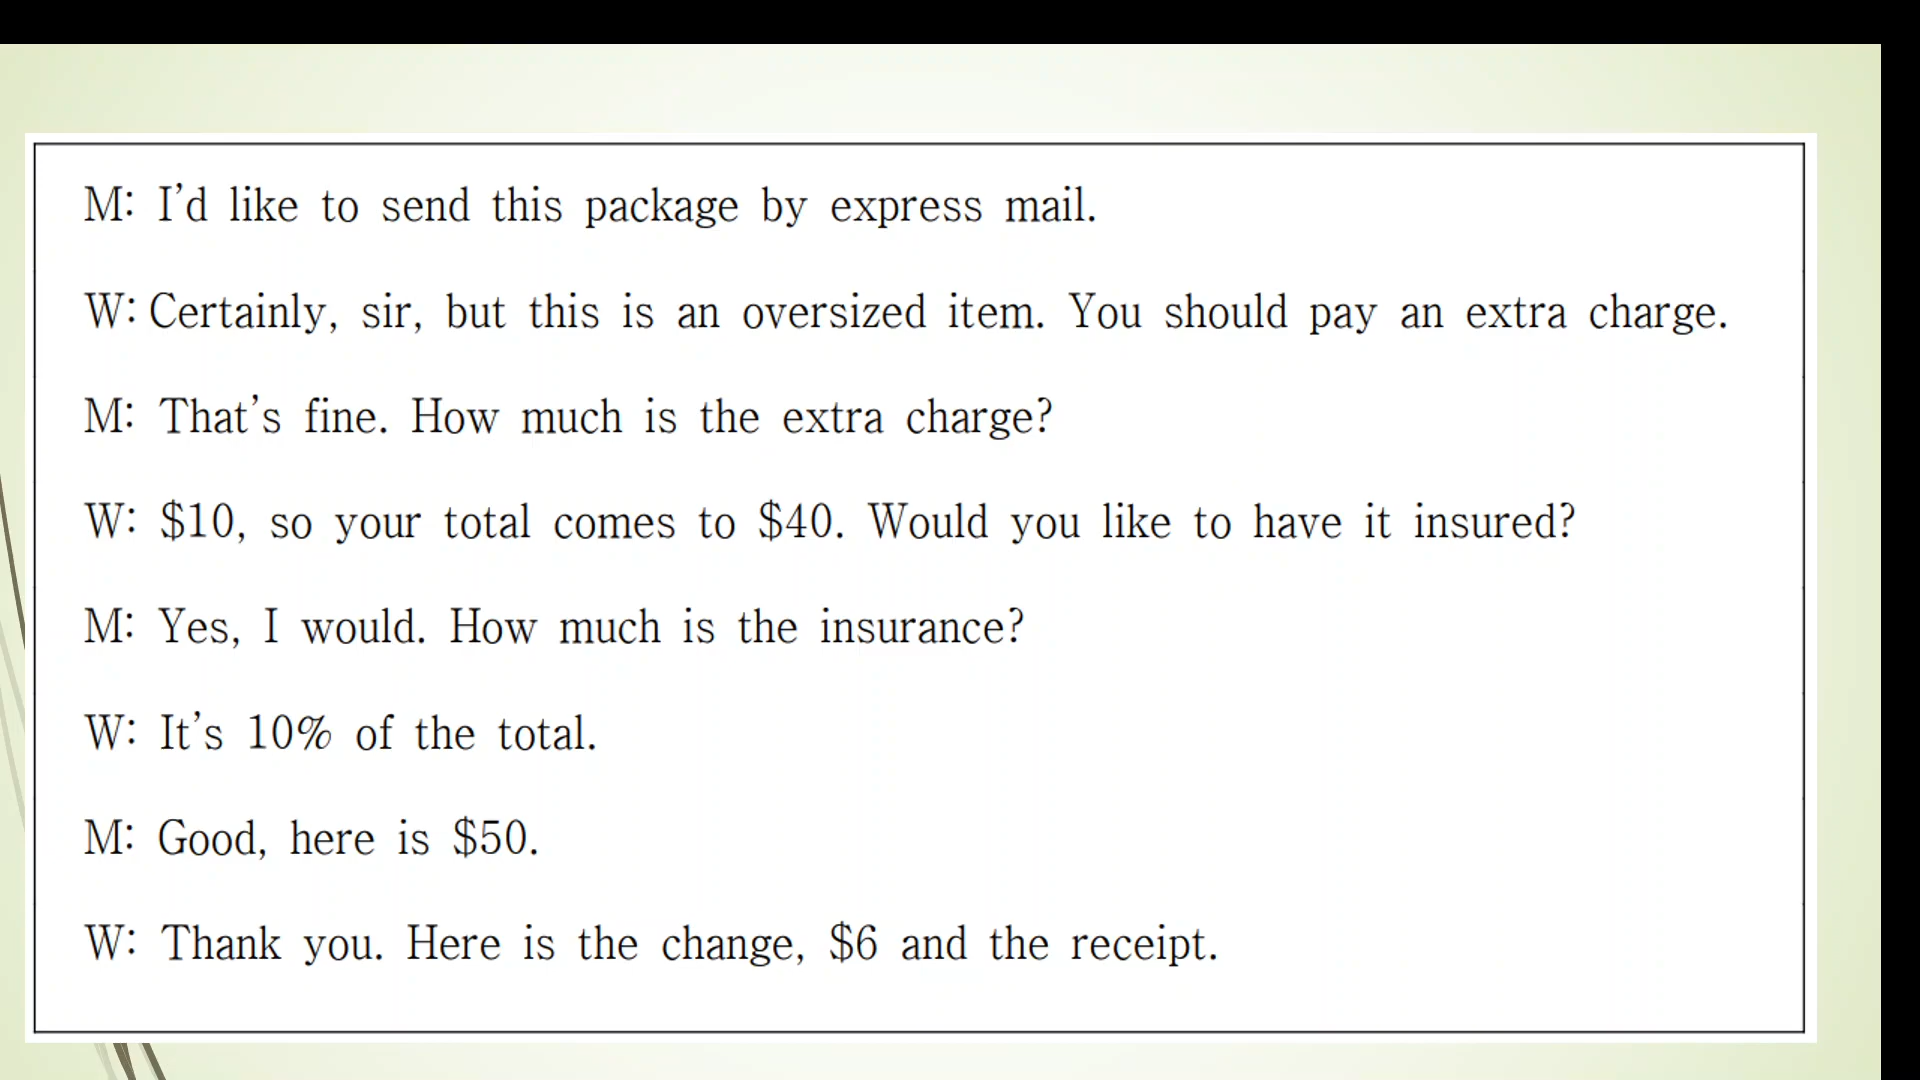 M: I’d like to send this package by express mail.
W: Certainly, sir, but this is an oversized item. You should pay an extra charge.
M: That’s fine. How much is the extra charge?
W: $10, so your total comes to $40. Would you like to have it insured?
M: Yes, I would. How much is the insurance?
W: It’s 10% of the total.
M: Good, here is $50.
W: Thank you. Here is the change, $6 and the receipt.